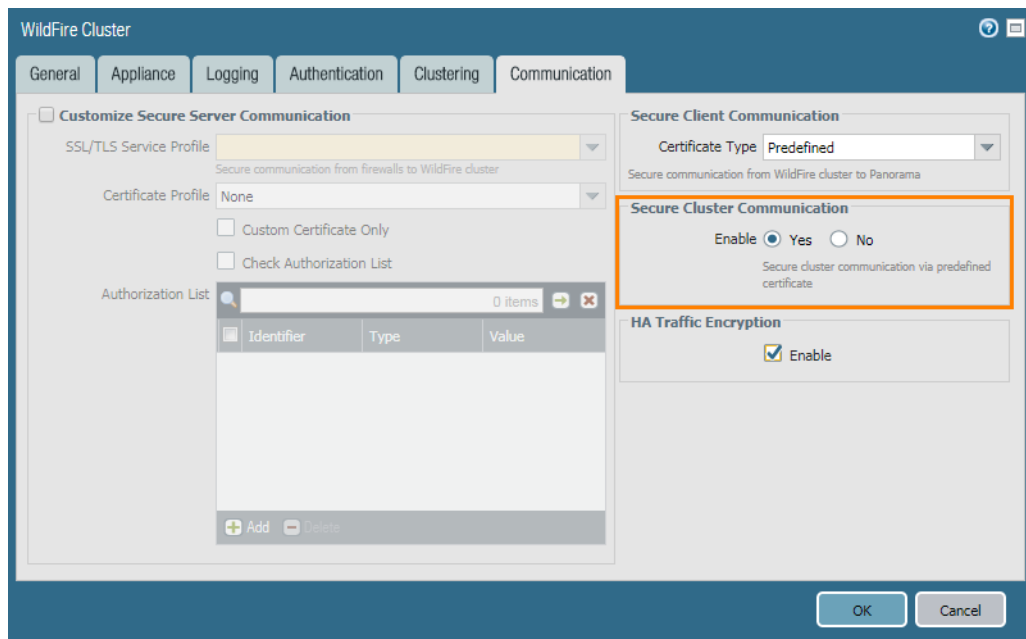 WildFire Cluster
General
Appliance
Logging
Authentication
Clustering
Communication
Customize Secure Server Communication
SSL/TLS Service Profile
Secure communication from firewalls to WildFire cluster
Certificate Profile None
Custom Certificate Only
Check Authorization List
Authorization List
0 items
Identifier Type Value
Add Delete
Secure Client Communication
Certificate Type Predefined
Secure communication from WildFire cluster to Panorama
Secure Cluster Communication
Enable Yes No
Secure cluster communication via predefined
certificate
HA Traffic Encryption
Enable
OK Cancel